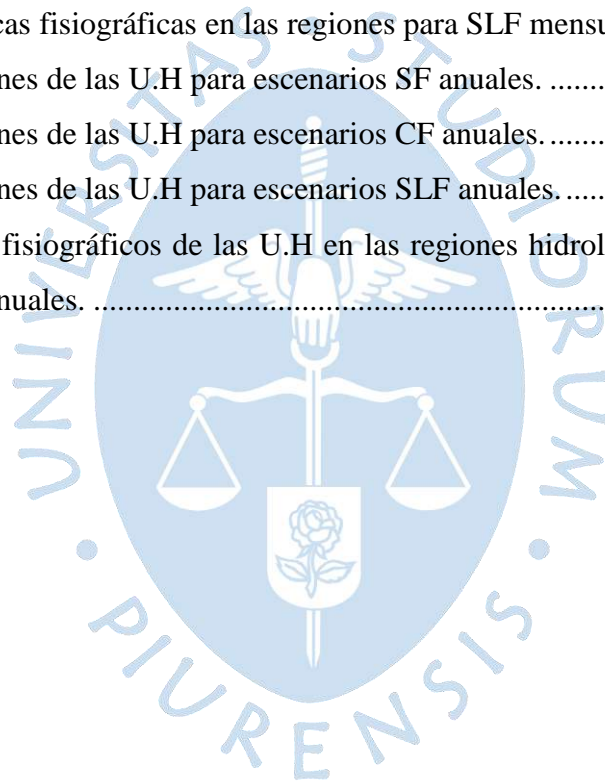 cas fisiográficas en las regiones para SLF mensu
nes de las U.H para escenarios SF anuales. .......
nes de las U.H para escenarios CF anuales. .......
nes de las U.H para escenarios SLF anuales. .....
fisiográficos de las U.H en las regiones hidrol
nuales. ..........................................................................
UNIVERSITAS • STUDIORUM • PIURENSIS •